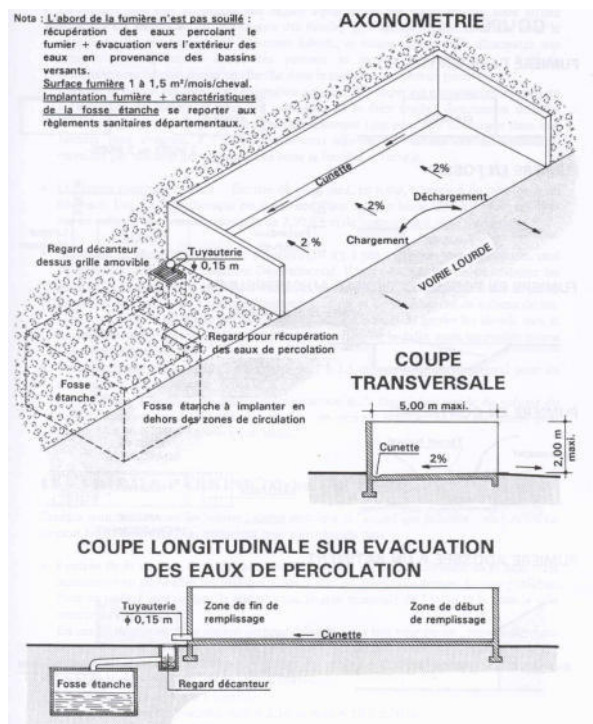 Nota : L'abord de la fumière n'est pas souillé :
récupération des eaux percolant le
fumier + évacuation vers l'extérieur des
eaux en provenance des bassins
versants.
Surface fumière 1 à 1,5 m²/mois/cheval.
Implantation fumière + caractéristiques
de la fosse étanche se reporter aux
règlements sanitaires départementaux.
AXONOMETRIE
Cunette
2%
2%
2 %
Déchargement
Chargement
VOIRIE LOURDE
Regard décanteur
dessus grille amovible
Tuyauterie
ϕ 0,15 m
Regard pour récupération
des eaux de percolation
Fosse
étanche
Fosse étanche à implanter en
dehors des zones de circulation
COUPE
TRANSVERSALE
5,00 m maxi.
Cunette
2%
2,00 m
maxi.
COUPE LONGITUDINALE SUR EVACUATION
DES EAUX DE PERCOLATION
Tuyauterie
ϕ 0,15 m
Zone de fin de
remplissage
Zone de début
de remplissage
Cunette
Fosse étanche
Regard décanteur